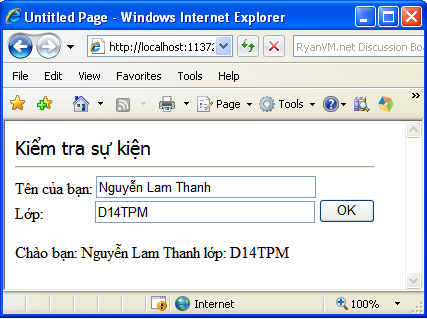 Untitled Page - Windows Internet Explorer
http://localhost:11372
RyanVM.net Discussion Boa
File Edit View Favorites Tools Help
Page Tools
Kiểm tra sự kiện
Tên của bạn: Nguyễn Lam Thanh
Lớp: D14TPM OK
Chào bạn: Nguyễn Lam Thanh lớp: D14TPM
Internet 100%